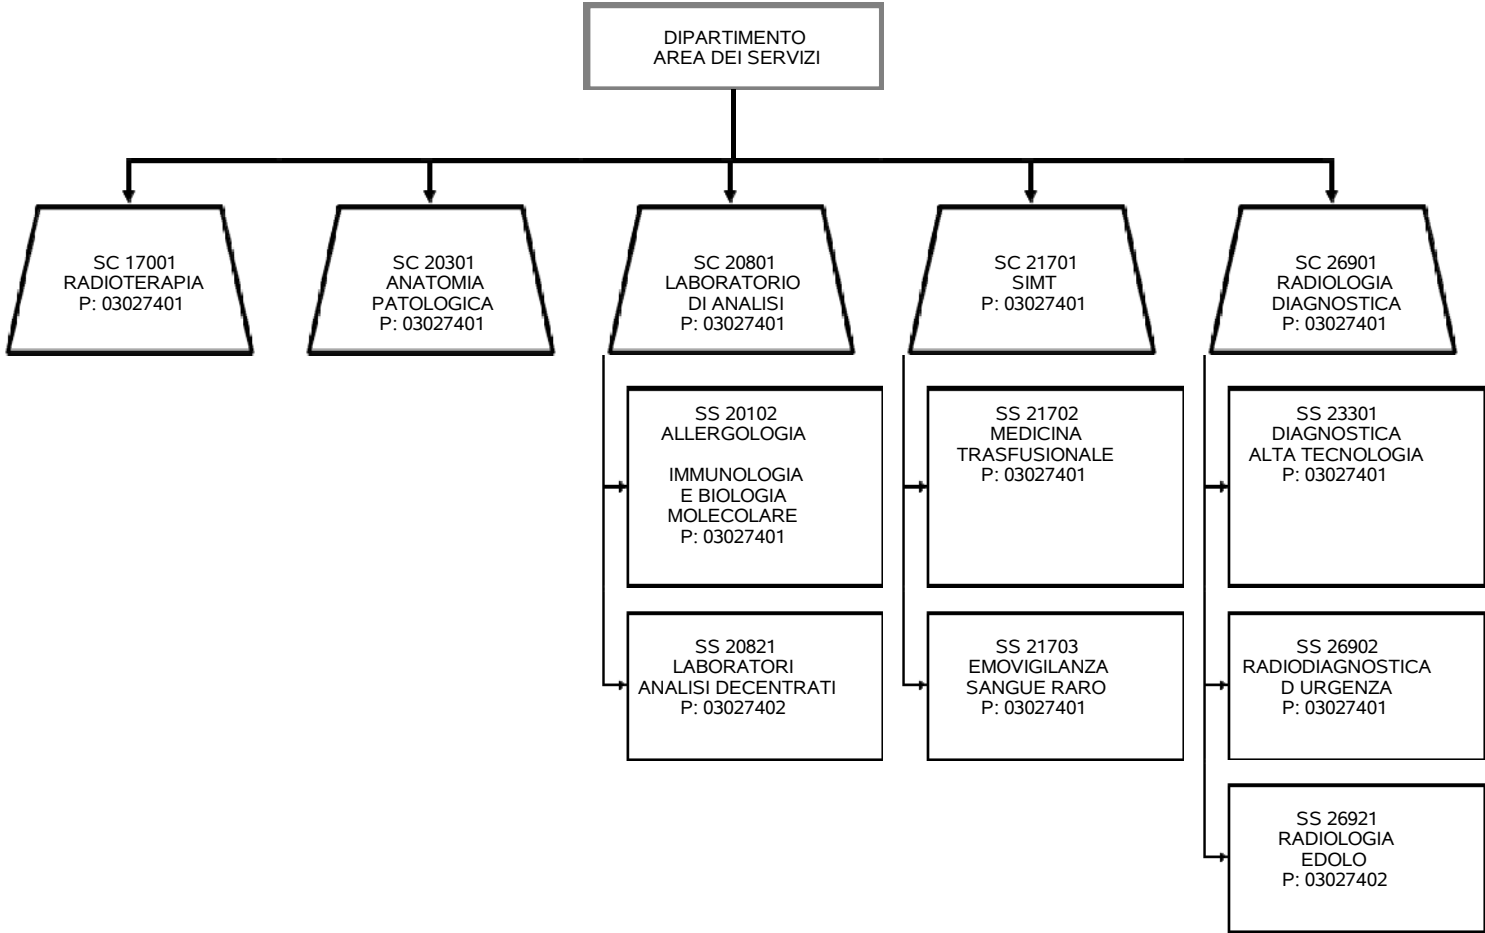 DIPARTIMENTO
AREA DEI SERVIZI
SC 17001
RADIOTERAPIA
P: 03027401
SC 20301
ANATOMIA
PATOLOGICA
P: 03027401
SC 20801
LABORATORIO
DI ANALISI
P: 03027401
SC 21701
SIMT
P: 03027401
SC 26901
RADIOLOGIA
DIAGNOSTICA
P: 03027401
SS 20102
ALLERGOLOGIA
IMMUNOLOGIA
E BIOLOGIA
MOLECOLARE
P: 03027401
SS 21702
MEDICINA
TRASFUSIONALE
P: 03027401
SS 23301
DIAGNOSTICA
ALTA TECNOLOGIA
P: 03027401
SS 20821
LABORATORI
ANALISI DECENTRATI
P: 03027402
SS 21703
EMOVIGILANZA
SANGUE RARO
P: 03027401
SS 26902
RADIODIAGNOSTICA
D URGENZA
P: 03027401
SS 26921
RADIOLOGIA
EDOLO
P: 03027402